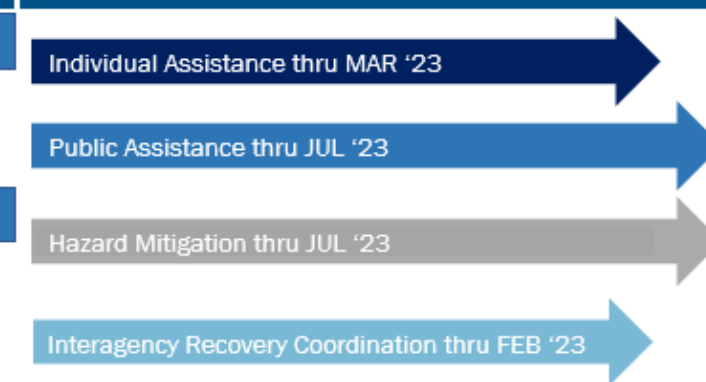 Individual Assistance thru MAR ‘23
Public Assistance thru JUL ‘23
Hazard Mitigation thru JUL ‘23
Interagency Recovery Coordination thru FEB ‘23